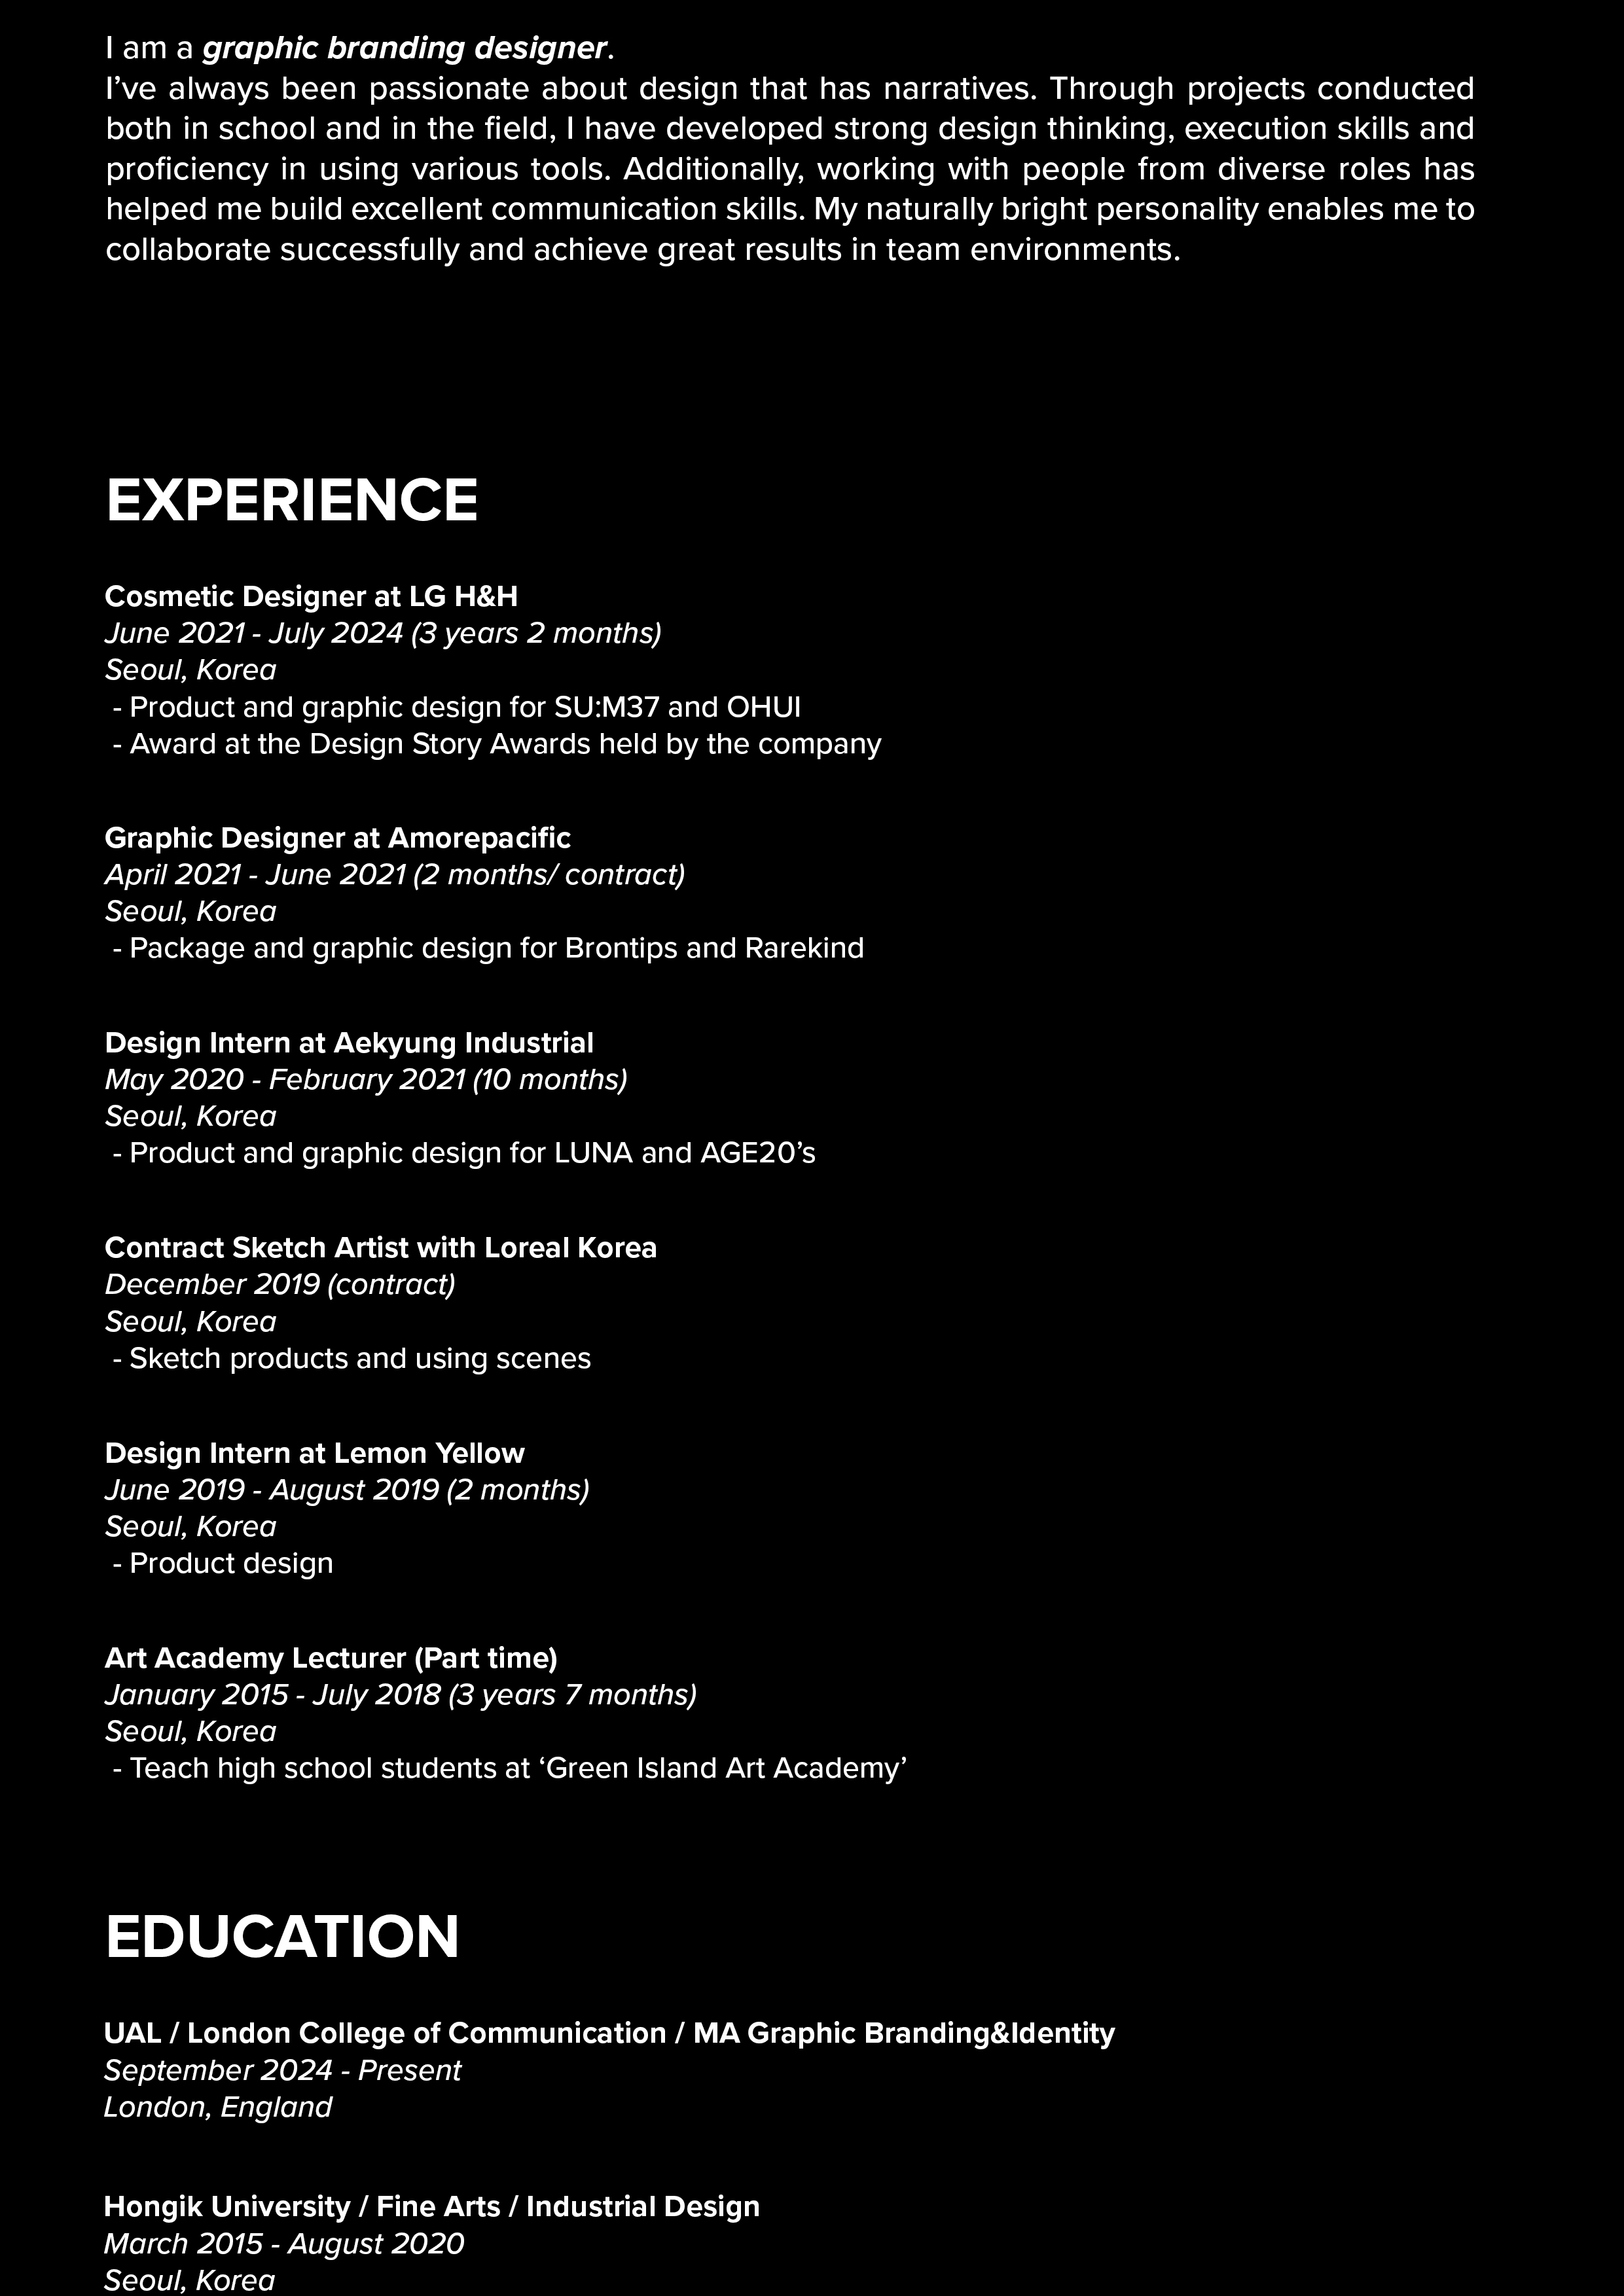 I am a graphic branding designer.
I’ve always been passionate about design that has narratives. Through projects conducted
both in school and in the field, I have developed strong design thinking, execution skills and
proficiency in using various tools. Additionally, working with people from diverse roles has
helped me build excellent communication skills. My naturally bright personality enables me to
collaborate successfully and achieve great results in team environments.
EXPERIENCE
Cosmetic Designer at LG H&H
June 2021 - July 2024 (3 years 2 months)
Seoul, Korea
- Product and graphic design for SU:M37 and OHUI
- Award at the Design Story Awards held by the company
Graphic Designer at Amorepacific
April 2021 - June 2021 (2 months/ contract)
Seoul, Korea
- Package and graphic design for Brontips and Rarekind
Design Intern at Aekyung Industrial
May 2020 - February 2021 (10 months)
Seoul, Korea
- Product and graphic design for LUNA and AGE20’s
Contract Sketch Artist with Loreal Korea
December 2019 (contract)
Seoul, Korea
- Sketch products and using scenes
Design Intern at Lemon Yellow
June 2019 - August 2019 (2 months)
Seoul, Korea
- Product design
Art Academy Lecturer (Part time)
January 2015 - July 2018 (3 years 7 months)
Seoul, Korea
- Teach high school students at ‘Green Island Art Academy’
EDUCATION
UAL / London College of Communication / MA Graphic Branding&Identity
September 2024 - Present
London, England
Hongik University / Fine Arts / Industrial Design
March 2015 - August 2020
Seoul, Korea